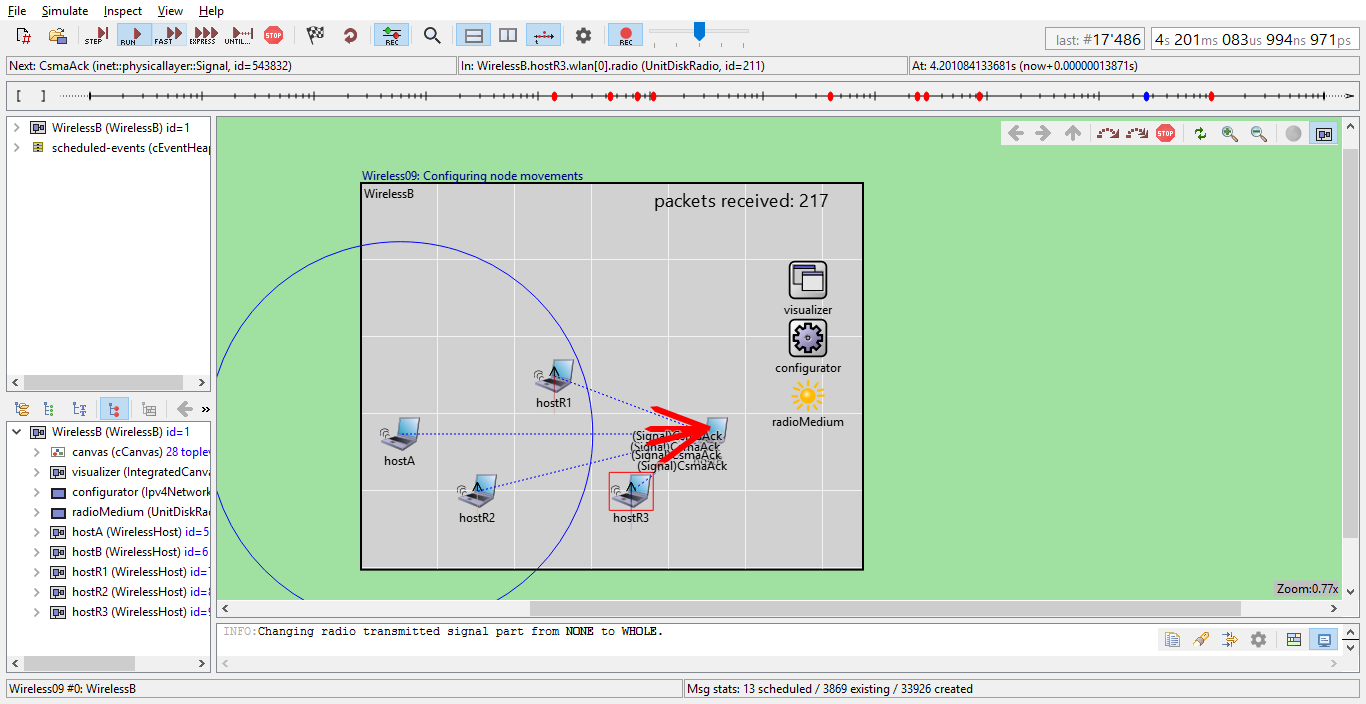 File Simulate Inspect View Help
STEP RUN FAST EXPRESS UNTIL... STOP REC REC
last: #17'486 4s 201ms 083us 994ns 971ps
Next: CsmaAck (inet::physicallayer::Signal, id=543832) In: WirelessB.hostR3.wlan[0].radio (UnitDiskRadio, id=211) At: 4.201084133681s (now+0.00000013871s)
[ ]
WirelessB (WirelessB) id=1
scheduled-events (cEventHeap
STOP
Wireless09: Configuring node movements
WirelessB
packets received: 217
visualizer
configurator
radioMedium
hostR1
hostA
hostR2
hostR3
(Signal)CsmaAck
(Signal)CsmaAck
(Signal)CsmaAck
(Signal)CsmaAck
Zoom:0.77x
WirelessB (WirelessB) id=1
canvas (cCanvas) 28 toplev
visualizer (IntegratedCanva
configurator (Ipv4Network
radioMedium (UnitDiskRa
hostA (WirelessHost) id=5
hostB (WirelessHost) id=6
hostR1 (WirelessHost) id=
hostR2 (WirelessHost) id=
hostR3 (WirelessHost) id=
INFO:Changing radio transmitted signal part from NONE to WHOLE.
Wireless09 #0: WirelessB
Msg stats: 13 scheduled / 3869 existing / 33926 created